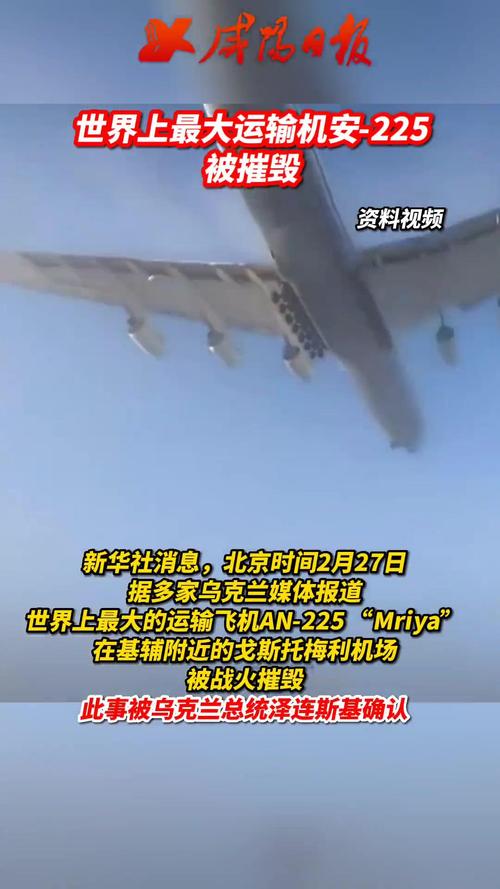 咸阳日报
世界上最大运输机安-225
被摧毁
资料视频
新华社消息，北京时间2月27日
据多家乌克兰媒体报道
世界上最大的运输飞机AN-225 “Mriya”
在基辅附近的戈斯托梅利机场
被战火摧毁
此事被乌克兰总统泽连斯基确认